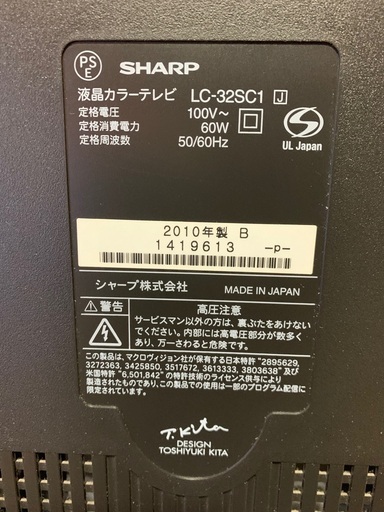 PS
E
SHARP
液晶カラーテレビ LC-32SC1 J
定格電圧 100V～
定格消費電力 60W
定格周波数 50/60Hz
S
UL Japan
2010年製 B
1419613 -p-
シャープ株式会社 MADE IN JAPAN
⚠警告 高圧注意
サービスマン以外の方は、裏ぶたをあけない
でください。内部には高電圧部分が数多く
あり、万一さわると危険です。
この製品は、マクロヴィジョン社が保有する日本特許 "2895629,
3272363, 3425850, 3517672, 3613333, 3803638" 及び
米国特許 "6,501,842" の特許技術のライセンス供与により
製造されたものです。この製品での使用は一部のプログラム配信に
限定されています。
T. Kita
DESIGN
TOSHIYUKI KITA